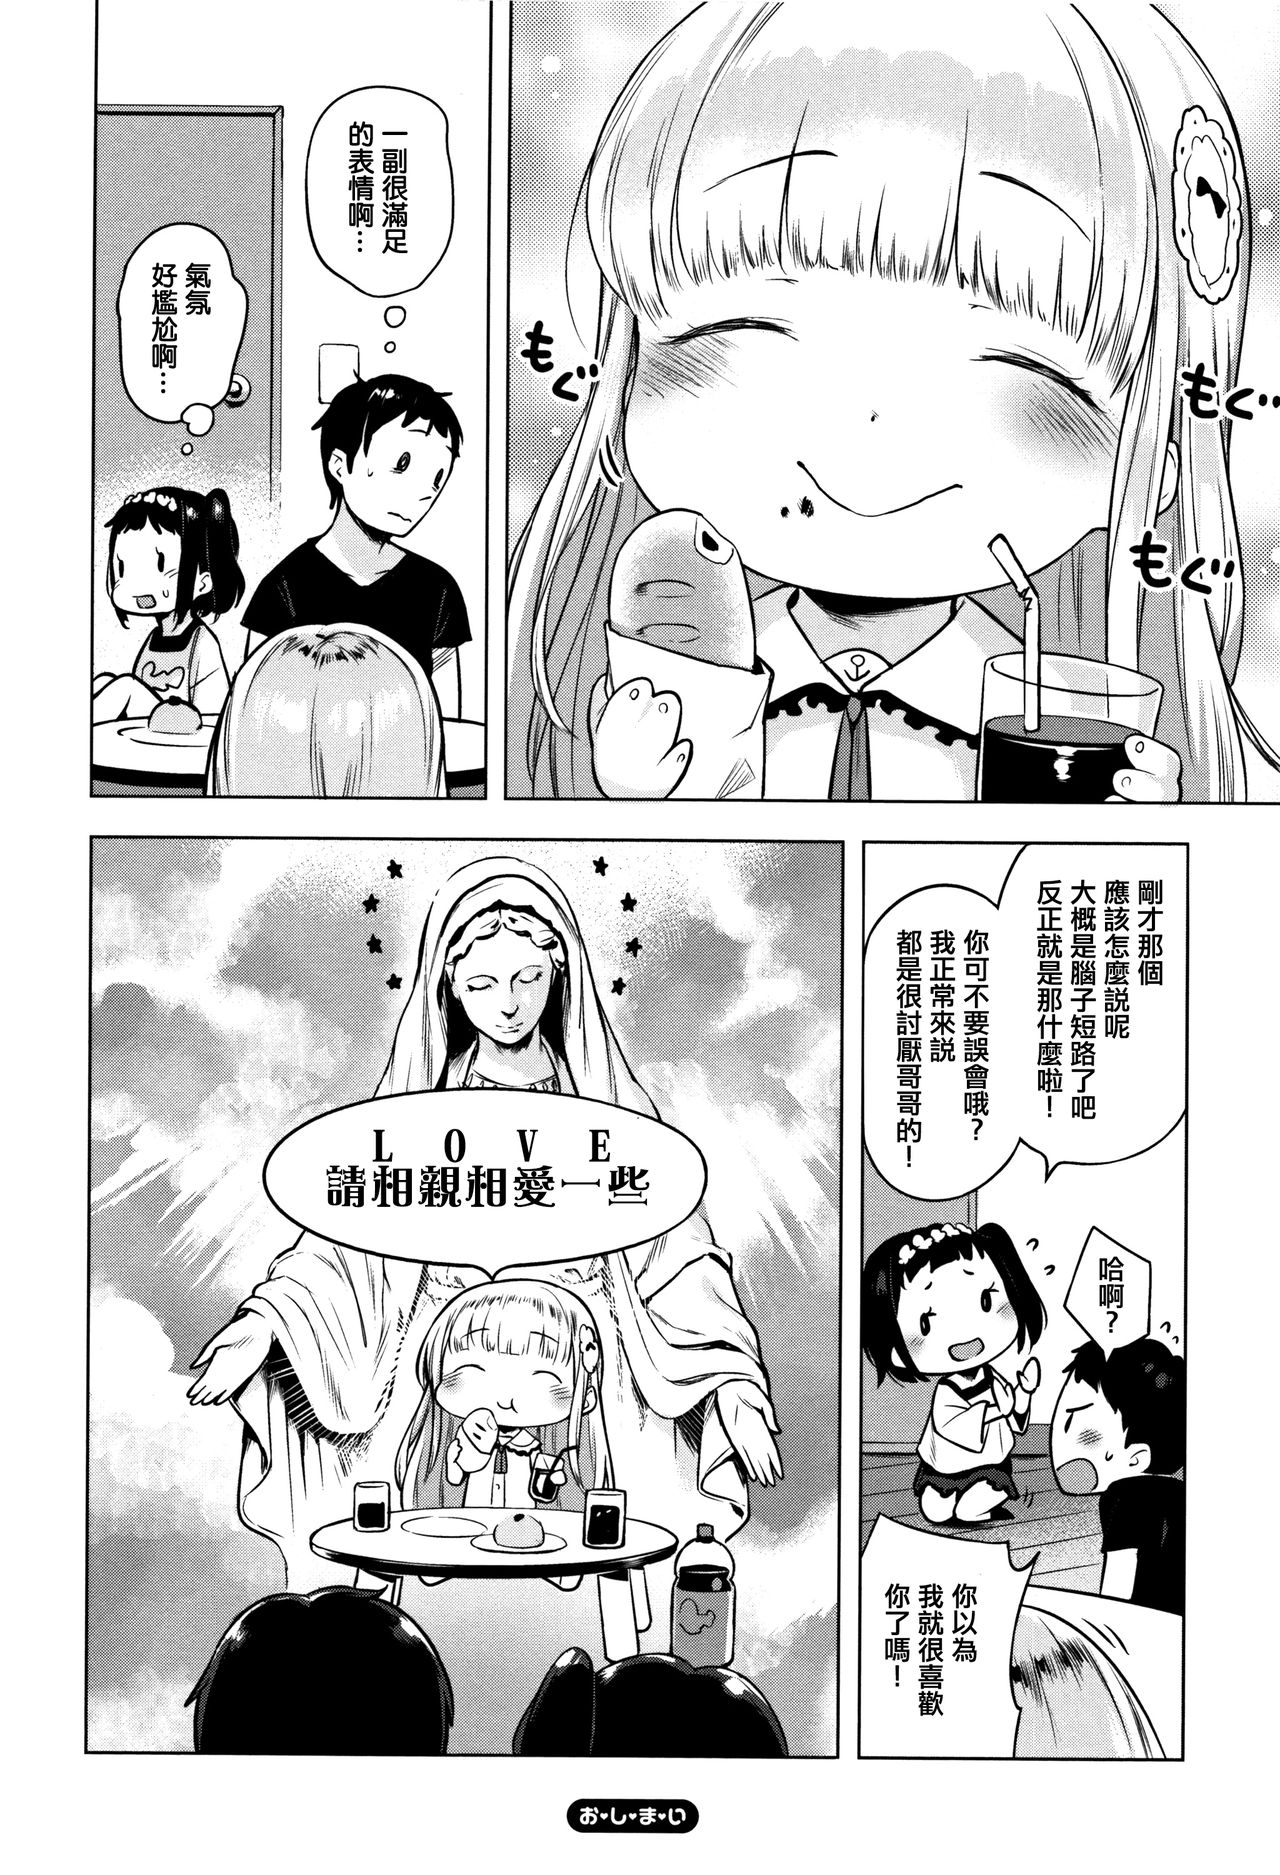 もぐ
もぐ
もぐ
一副很滿足
的表情啊…
氣氛
好尷尬啊…
剛才那個
應該怎麼説呢
大概是腦子短路了吧
反正就是那什麼啦！
你可不要誤會哦？
我正常來説
都是很討厭哥哥的！
哈啊？
你以為
我就很喜歡
你了嗎！
LOVE
請相親相愛一些
お♥し♥ま♥い